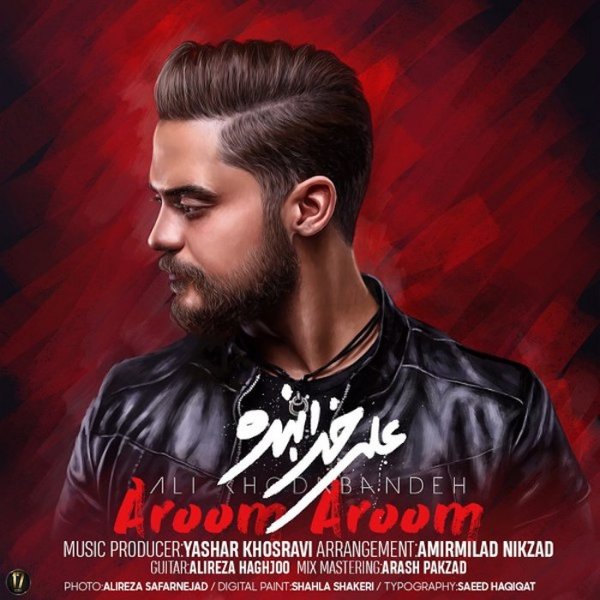 علی خدابنده
ALI KHODABANDEH
Aroom Aroom
MUSIC PRODUCER:YASHAR KHOSRAVI ARRANGEMENT:AMIRMILAD NIKZAD
GUITAR:ALIREZA HAGHJOO MIX MASTERING:ARASH PAKZAD
PHOTO:ALIREZA SAFARNEJAD / DIGITAL PAINT:SHAHLA SHAKERI / TYPOGRAPHY:SAEED HAQIQAT